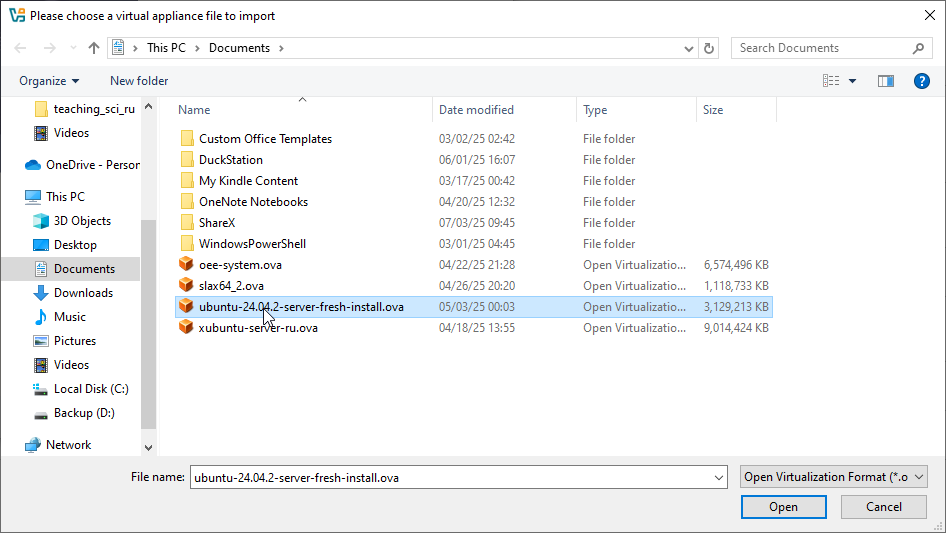 Please choose a virtual appliance file to import
This PC > Documents >
Search Documents
Organize
New folder
teaching_sci_ru
Videos
OneDrive - Person
This PC
3D Objects
Desktop
Documents
Downloads
Music
Pictures
Videos
Local Disk (C:)
Backup (D:)
Network
Name Date modified Type Size
Custom Office Templates 03/02/25 02:42 File folder
DuckStation 06/01/25 16:07 File folder
My Kindle Content 03/17/25 00:42 File folder
OneNote Notebooks 04/20/25 12:32 File folder
ShareX 07/03/25 09:45 File folder
WindowsPowerShell 03/01/25 04:45 File folder
oee-system.ova 04/22/25 21:28 Open Virtualizatio... 6,574,496 KB
slax64_2.ova 04/26/25 20:20 Open Virtualizatio... 1,118,733 KB
ubuntu-24.04.2-server-fresh-install.ova 05/03/25 00:03 Open Virtualizatio... 3,129,213 KB
xubuntu-server-ru.ova 04/18/25 13:55 Open Virtualizatio... 9,014,424 KB
File name: ubuntu-24.04.2-server-fresh-install.ova
Open Virtualization Format (*.o
Open
Cancel